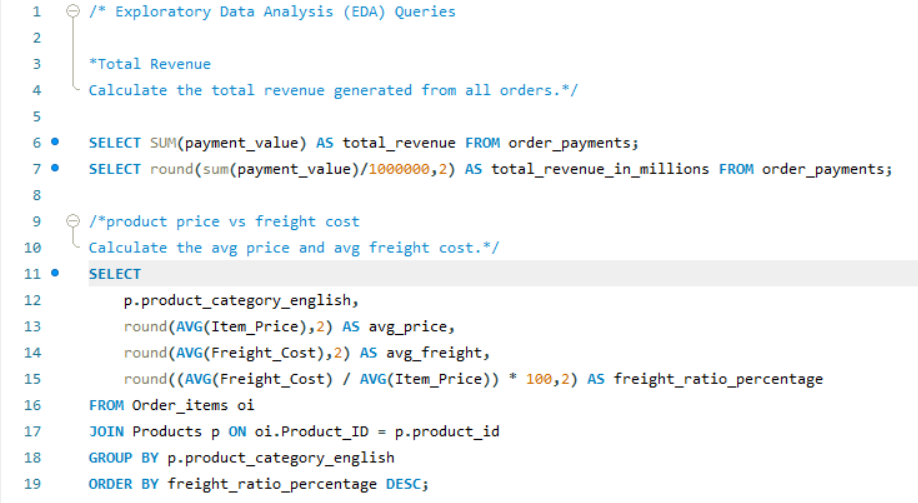 1 /* Exploratory Data Analysis (EDA) Queries
2
3 *Total Revenue
4 Calculate the total revenue generated from all orders.*/
5
6 SELECT SUM(payment_value) AS total_revenue FROM order_payments;
7 SELECT round(sum(payment_value)/1000000,2) AS total_revenue_in_millions FROM order_payments;
8
9 /*product price vs freight cost
10 Calculate the avg price and avg freight cost.*/
11 SELECT
12 p.product_category_english,
13 round(AVG(Item_Price),2) AS avg_price,
14 round(AVG(Freight_Cost),2) AS avg_freight,
15 round((AVG(Freight_Cost) / AVG(Item_Price)) * 100,2) AS freight_ratio_percentage
16 FROM Order_items oi
17 JOIN Products p ON oi.Product_ID = p.product_id
18 GROUP BY p.product_category_english
19 ORDER BY freight_ratio_percentage DESC;